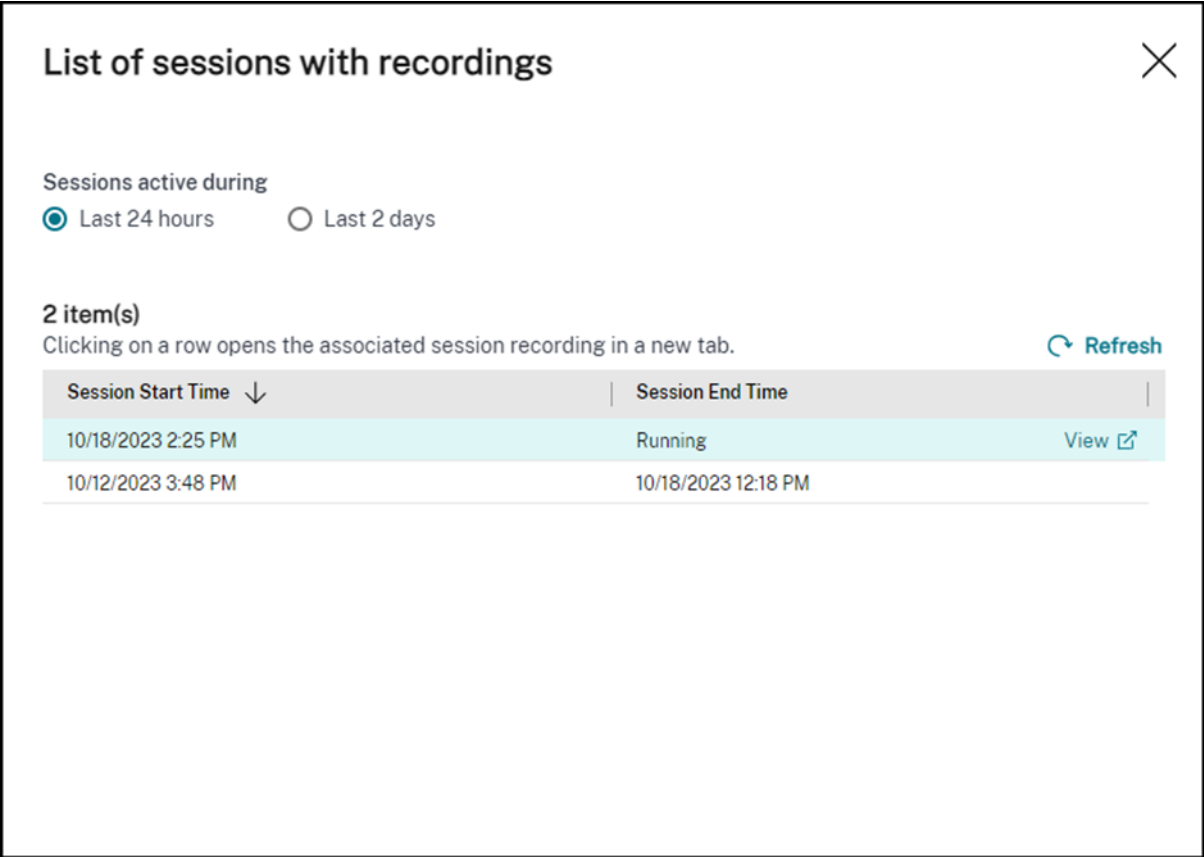 List of sessions with recordings
Sessions active during
Last 24 hours Last 2 days
2 item(s)
Clicking on a row opens the associated session recording in a new tab. Refresh
Session Start Time Session End Time
10/18/2023 2:25 PM Running View
10/12/2023 3:48 PM 10/18/2023 12:18 PM